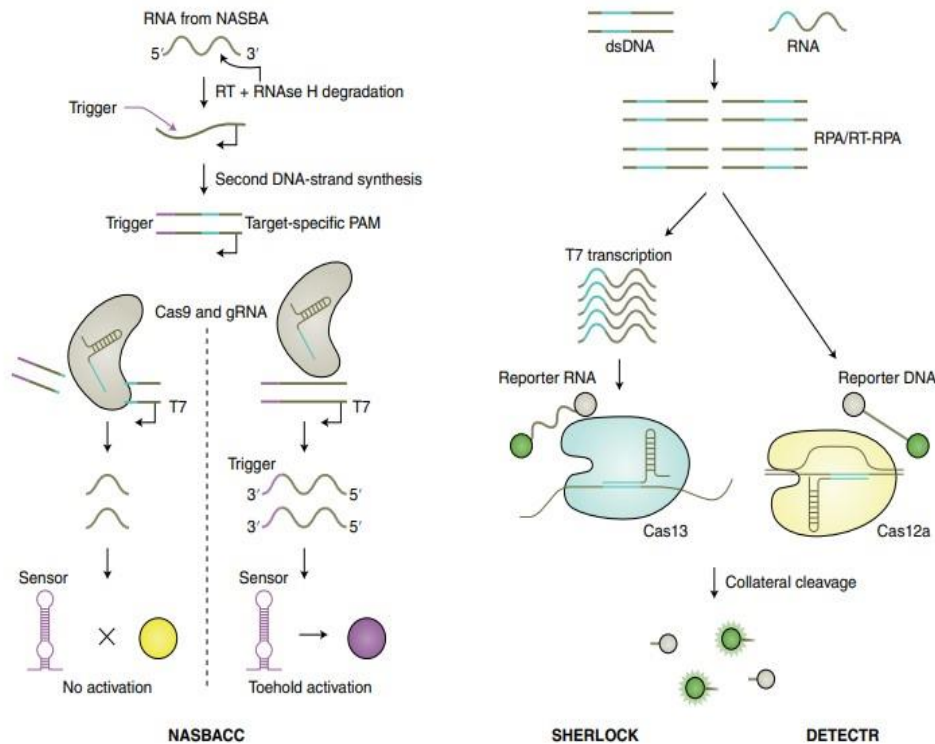 RNA from NASBA
5′ 3′
RT + RNAse H degradation
Trigger
Second DNA-strand synthesis
Trigger
Target-specific PAM
Cas9 and gRNA
T7
T7
Trigger
3′ 5′
3′ 5′
Sensor
Sensor
No activation
Toehold activation
NASBACC
dsDNA
RNA
RPA/RT-RPA
T7 transcription
Reporter RNA
Reporter DNA
Cas13
Cas12a
Collateral cleavage
SHERLOCK
DETECTR